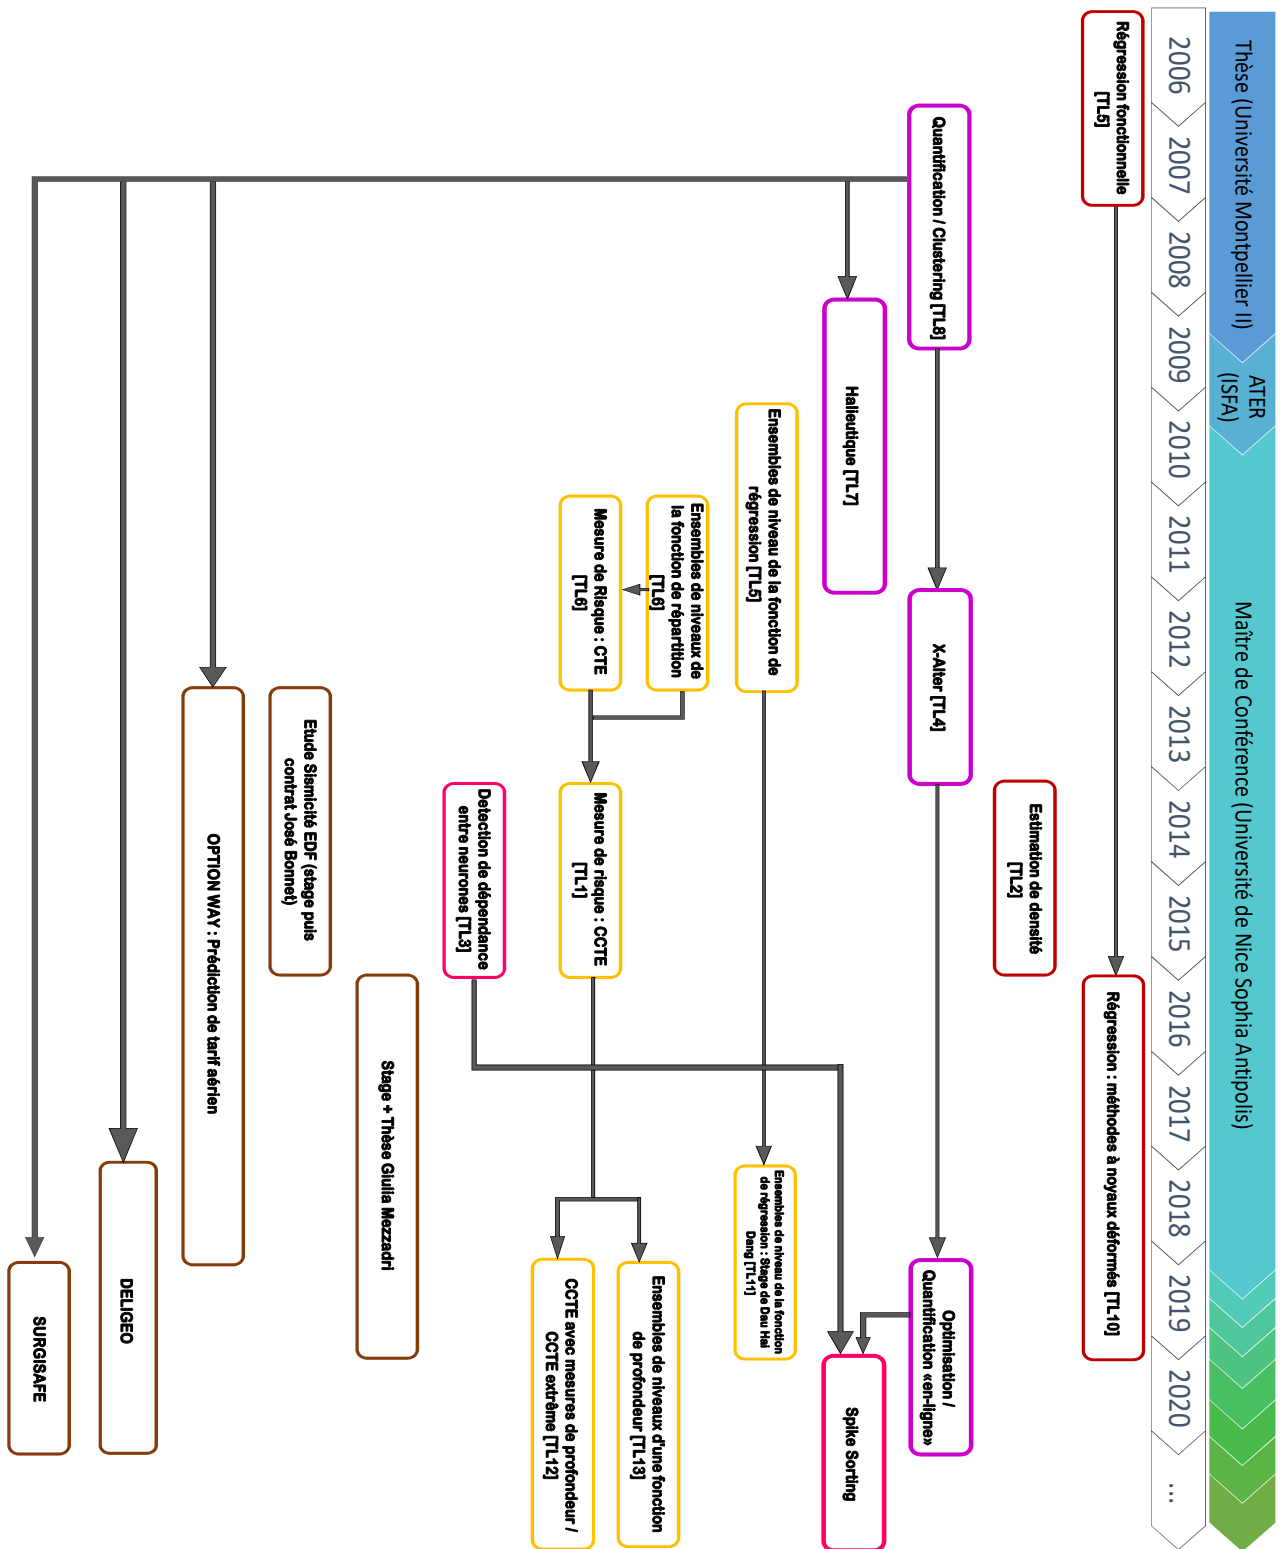 Thèse (Université Montpellier II)
ATER
(ISFA)
Maître de Conférence (Université de Nice Sophia Antipolis)
2006
2007
2008
2009
2010
2011
2012
2013
2014
2015
2016
2017
2018
2019
2020
...
Régression fonctionnelle
[TL5]
Régression : méthodes à noyaux déformés [TL10]
Estimation de densité
[TL2]
Quantification / Clustering [TL8]
X-Alter [TL4]
Optimisation /
Quantification «en-ligne»
Halieutique [TL7]
Spike Sorting
Ensembles de niveau de la fonction de
régression [TL5]
Ensembles de niveau de la fonction
de régression : Stage de Dau Hai
Dang [TL11]
Ensembles de niveaux de
la fonction de répartition
[TL6]
Ensembles de niveaux d'une fonction
de profondeur [TL13]
Mesure de Risque : CTE
[TL6]
Mesure de risque : CCTE
[TL1]
CCTE avec mesures de profondeur /
CCTE extrême [TL12]
Detection de dépendance
entre neurones [TL3]
Stage + Thèse Giulia Mezzadri
Etude Sismicité EDF (stage puis
contrat José Bonnet)
OPTION WAY : Prédiction de tarif aérien
DELIGEO
SURGISAFE